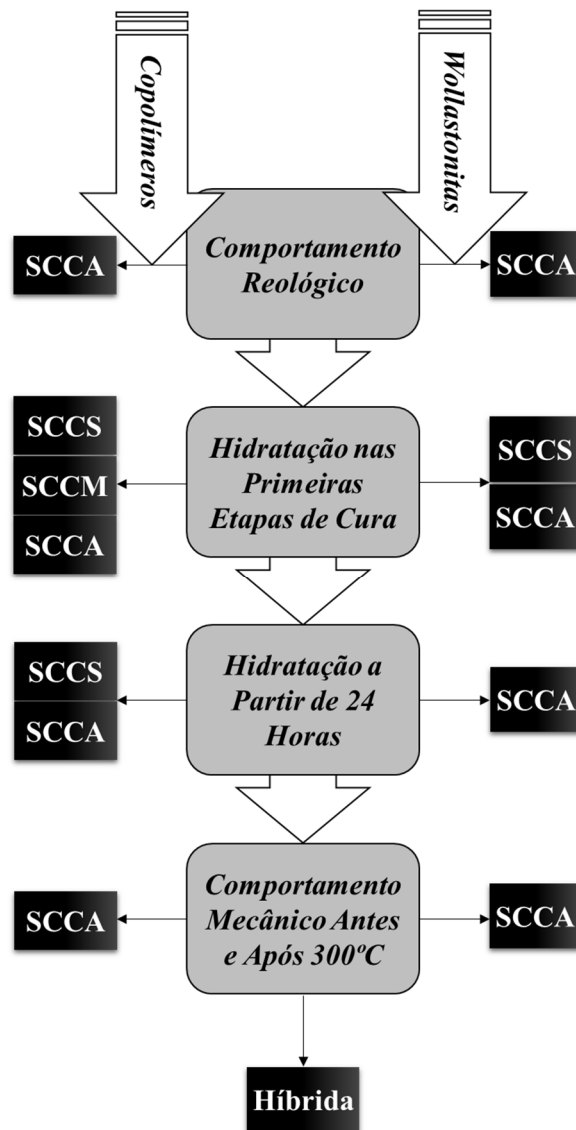 Copolímeros
Wollastonitas
Comportamento
Reológico
SCCA
SCCA
SCCS
SCCM
SCCA
Hidratação nas
Primeiras
Etapas de Cura
SCCS
SCCA
SCCS
SCCA
Hidratação a
Partir de 24
Horas
SCCA
SCCA
Comportamento
Mecânico Antes
e Após 300ºC
SCCA
Híbrida